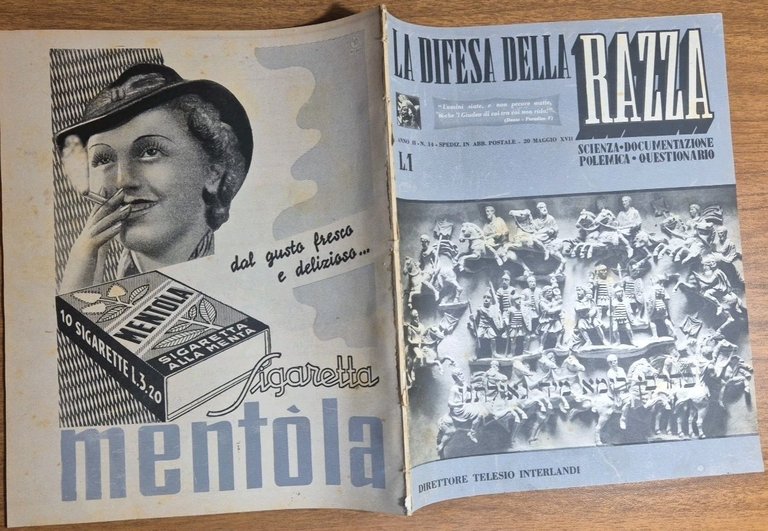 dal gusto fresco
e delizioso...
MENTOLA
SIGARETTA
ALLA MENTA
10 SIGARETTE L.3,20
Sigaretta
mentòla
LA DIFESA DELLA
RAZZA
SCIENZA·DOCUMENTAZIONE
POLEMICA·QUESTIONARIO
"Uomini siate, e non pecore matte,
'l Giudeo di voi tra voi non rida!"
(Dante - Paradiso V)
ANNO II - N. 14 - SPEDIZ. IN ABB. POSTALE - 20 MAGGIO XVII
L.1
מיד
DIRETTORE TELESIO INTERLANDI